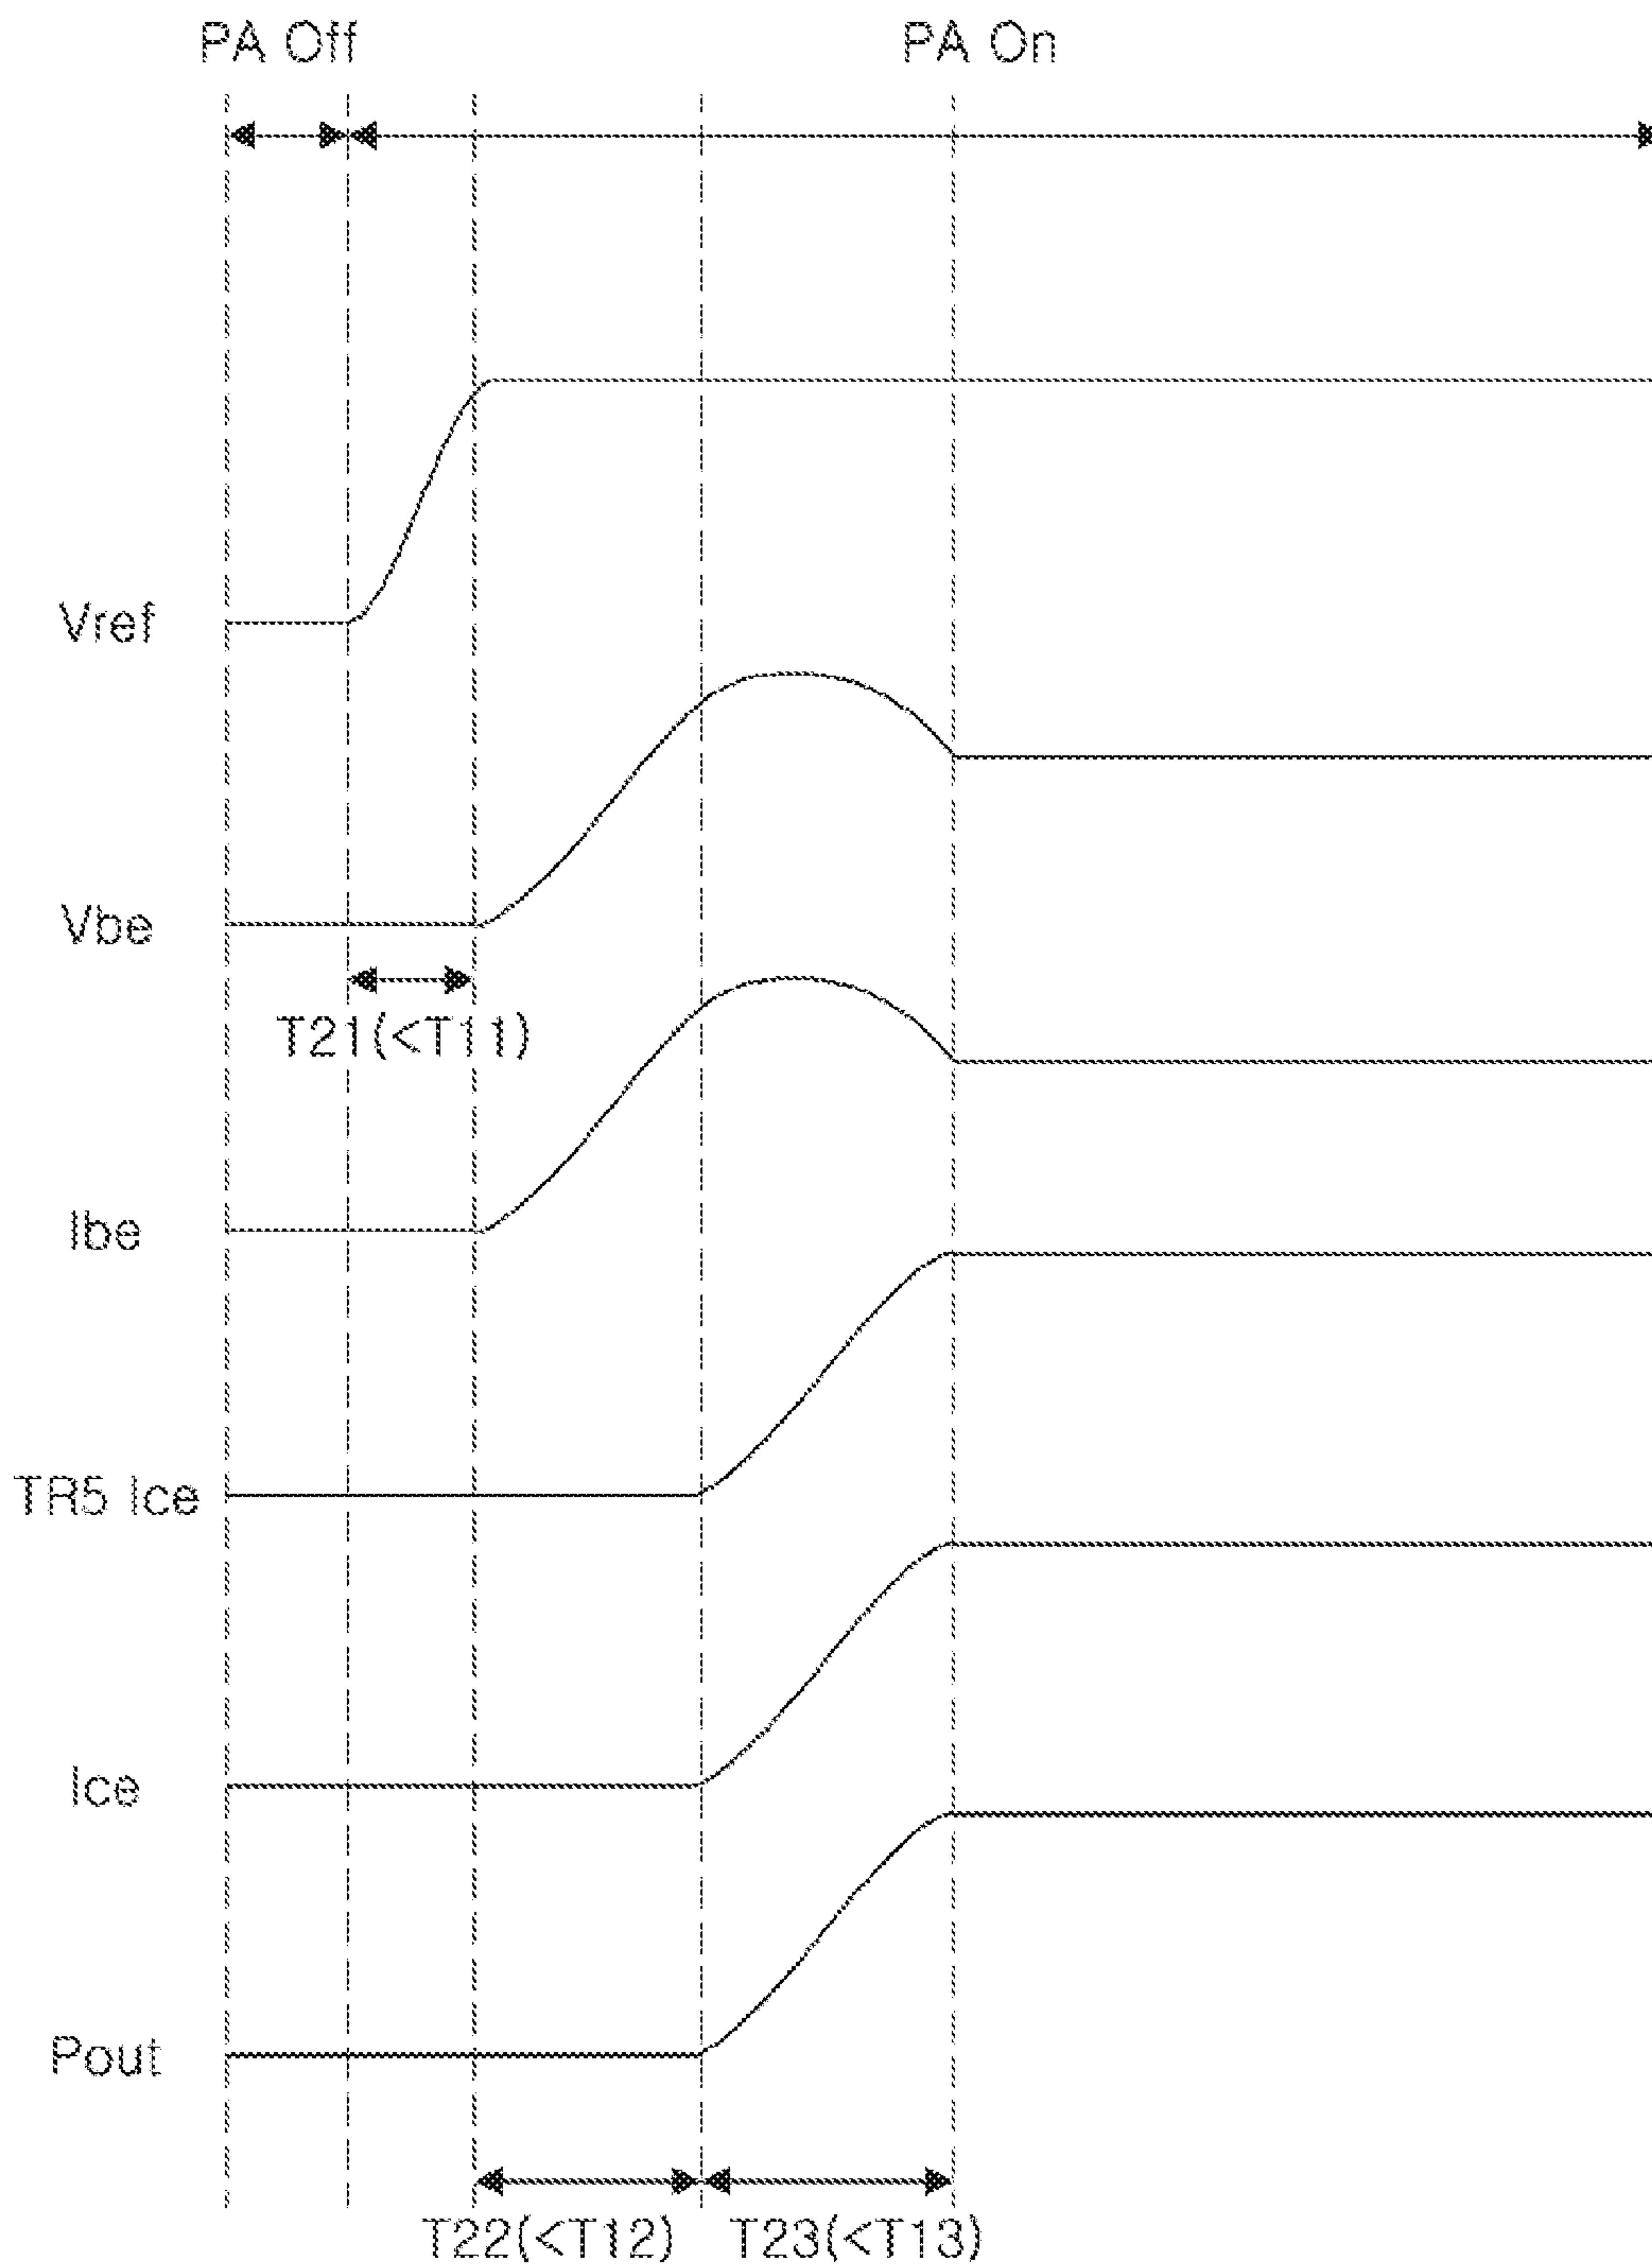 PA Off PA On
Vref
Vbe
T21(<T11)
Ibe
TR5 Ice
Ice
Pout
T22(<T12) T23(<T13)